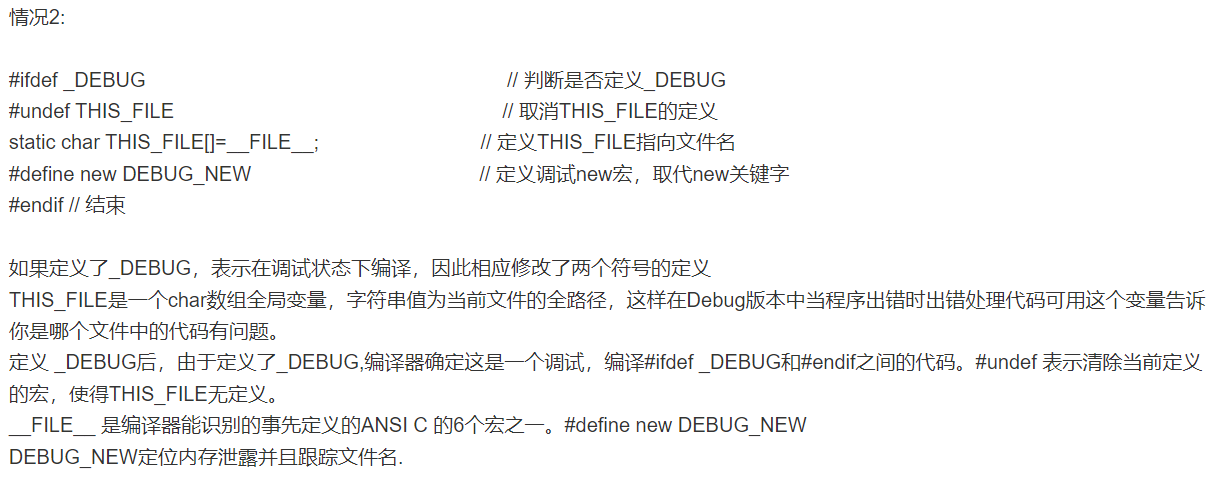 情况2:
#ifdef _DEBUG // 判断是否定义_DEBUG
#undef THIS_FILE // 取消THIS_FILE的定义
static char THIS_FILE[]=__FILE__; // 定义THIS_FILE指向文件名
#define new DEBUG_NEW // 定义调试new宏，取代new关键字
#endif // 结束
如果定义了_DEBUG，表示在调试状态下编译，因此相应修改了两个符号的定义
THIS_FILE是一个char数组全局变量，字符串值为当前文件的全路径，这样在Debug版本中当程序出错时出错处理代码可用这个变量告诉
你是哪个文件中的代码有问题。
定义 _DEBUG后，由于定义了_DEBUG,编译器确定这是一个调试，编译#ifdef _DEBUG和#endif之间的代码。#undef 表示清除当前定义
的宏，使得THIS_FILE无定义。
__FILE__ 是编译器能识别的事先定义的ANSI C 的6个宏之一。#define new DEBUG_NEW
DEBUG_NEW定位内存泄露并且跟踪文件名.